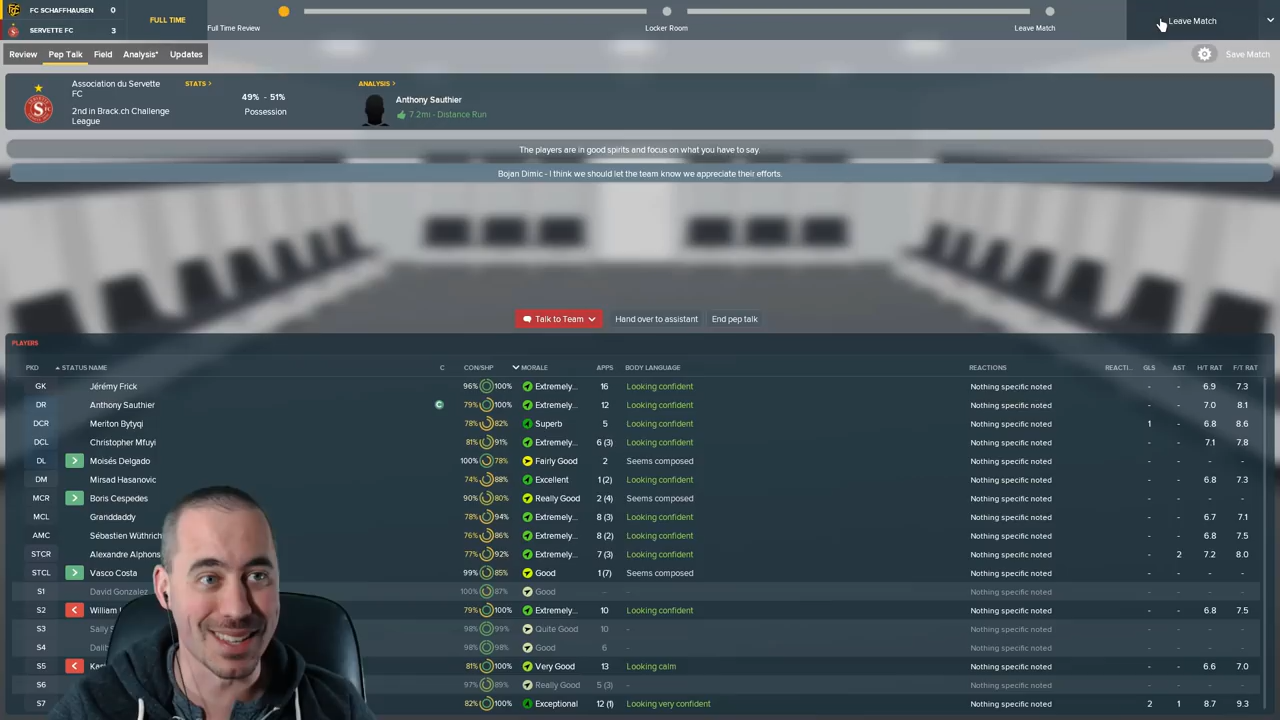 FC SCHAFFHAUSEN 0
SERVETTE FC 3
FULL TIME
Full Time Review
Locker Room
Leave Match
Leave Match
Review Pep Talk Field Analysis* Updates
Save Match
Association du Servette FC
2nd in Brack.ch Challenge League
STATS >
49% - 51%
Possession
ANALYSIS >
Anthony Sauthier
7.2mi - Distance Run
The players are in good spirits and focus on what you have to say.
Bojan Dimic - I think we should let the team know we appreciate their efforts.
Talk to Team Hand over to assistant End pep talk
PLAYERS
PKD STATUS NAME C CON/SHP MORALE APPS BODY LANGUAGE REACTIONS REACTI... GLS AST H/T RAT F/T RAT
GK Jérémy Frick 96% 100% Extremely... 16 Looking confident Nothing specific noted - - 6.9 7.3
DR Anthony Sauthier C 79% 100% Extremely... 12 Looking confident Nothing specific noted - - 7.0 8.1
DCR Meriton Bytyqi 78% 82% Superb 5 Looking confident Nothing specific noted 1 - 6.8 8.6
DCL Christopher Mfuyi 81% 91% Extremely... 6 (3) Looking confident Nothing specific noted - - 7.1 7.8
DL Moisés Delgado 100% 78% Fairly Good 2 Seems composed Nothing specific noted - - - -
DM Mirsad Hasanovic 74% 88% Excellent 1 (2) Looking confident Nothing specific noted - - 6.8 7.3
MCR Boris Cespedes 90% 80% Really Good 2 (4) Seems composed Nothing specific noted - - - -
MCL Granddaddy 78% 94% Extremely... 8 (3) Looking confident Nothing specific noted - - 6.7 7.1
AMC Sébastien Wüthrich 76% 86% Extremely... 8 (2) Looking confident Nothing specific noted - - 6.8 7.5
STCR Alexandre Alphons 77% 92% Extremely... 7 (3) Looking confident Nothing specific noted - 2 7.2 8.0
STCL Vasco Costa 99% 85% Good 1 (7) Seems composed Nothing specific noted - - - -
S1 David Gonzalez 100% 87% Good - - Nothing specific noted - - - -
S2 William 79% 100% Extremely... 10 Looking confident Nothing specific noted - - 6.8 7.5
S3 Sally 98% 99% Quite Good 10 - Nothing specific noted - - - -
S4 98% 98% Good 6 - Nothing specific noted - - - -
S5 81% 100% Very Good 13 Looking calm Nothing specific noted - - 6.6 7.0
S6 97% 89% Really Good 5 (3) - Nothing specific noted - - - -
S7 82% 100% Exceptional 12 (1) Looking very confident Nothing specific noted 2 1 8.7 9.3